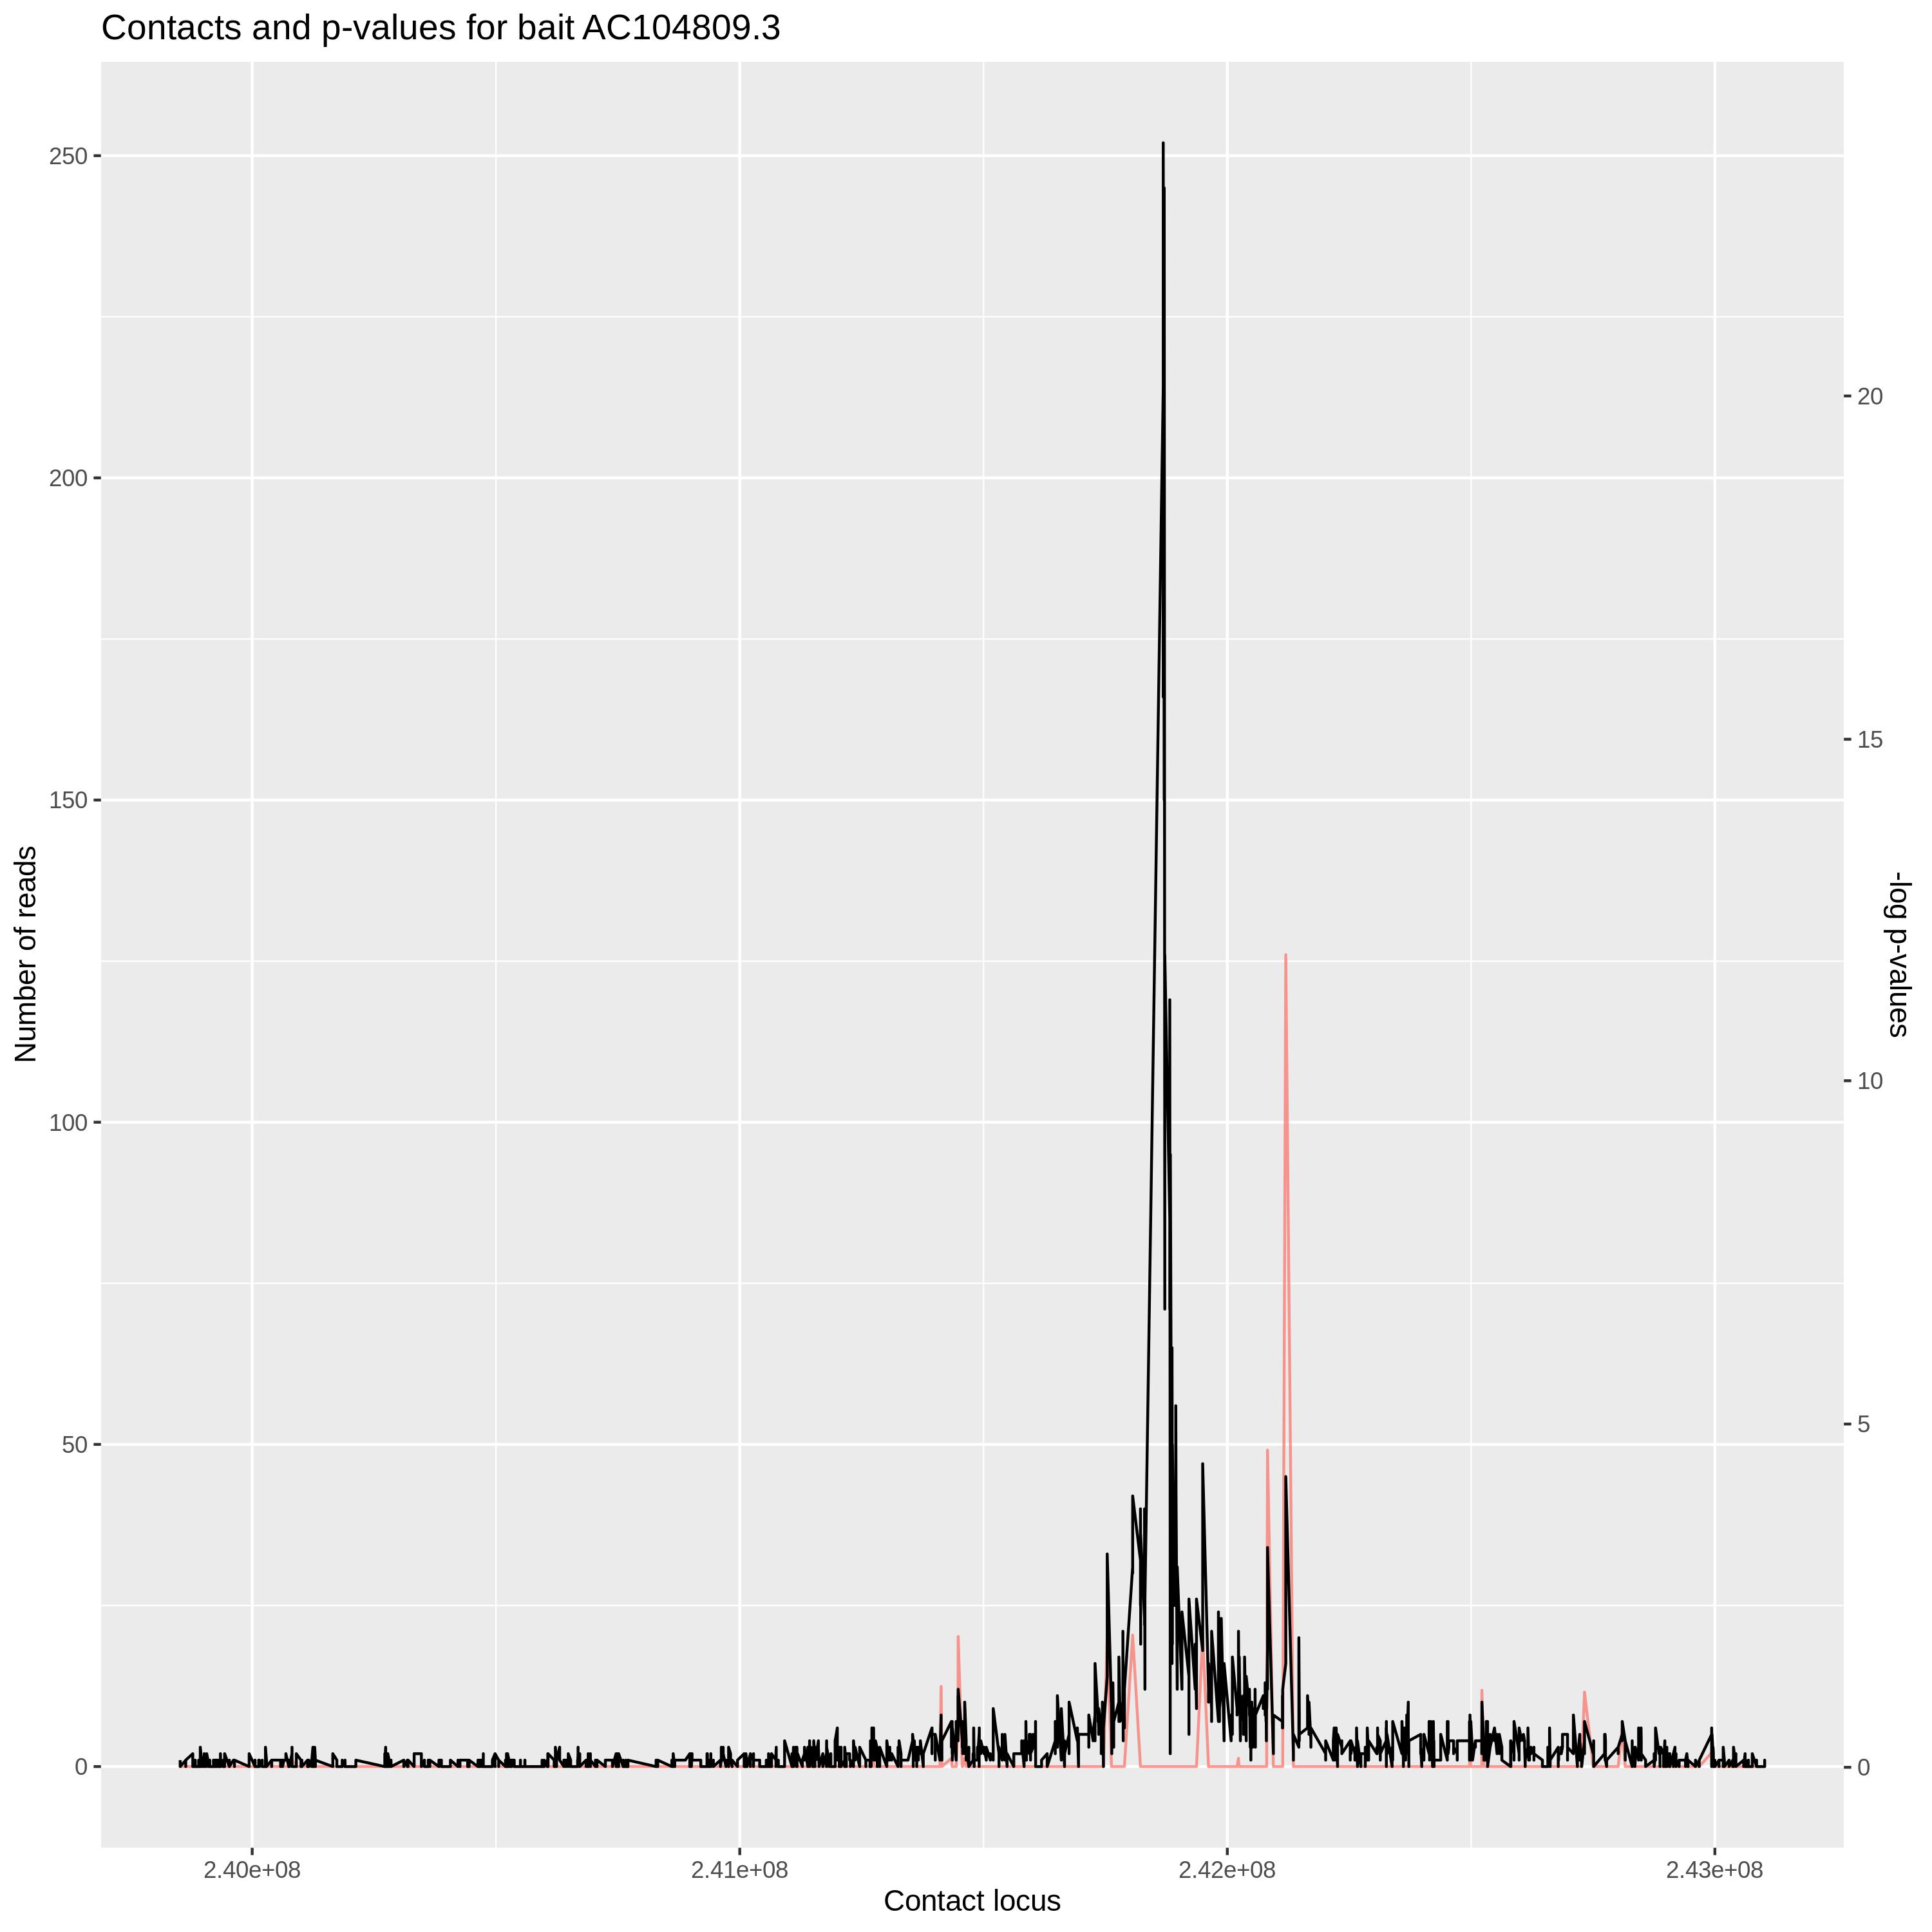 Contacts and p-values for bait AC104809.3
250
200
150
100
50
0
Number of reads
20
15
10
5
0
-log p-values
2.40e+08
2.41e+08
2.42e+08
2.43e+08
Contact locus